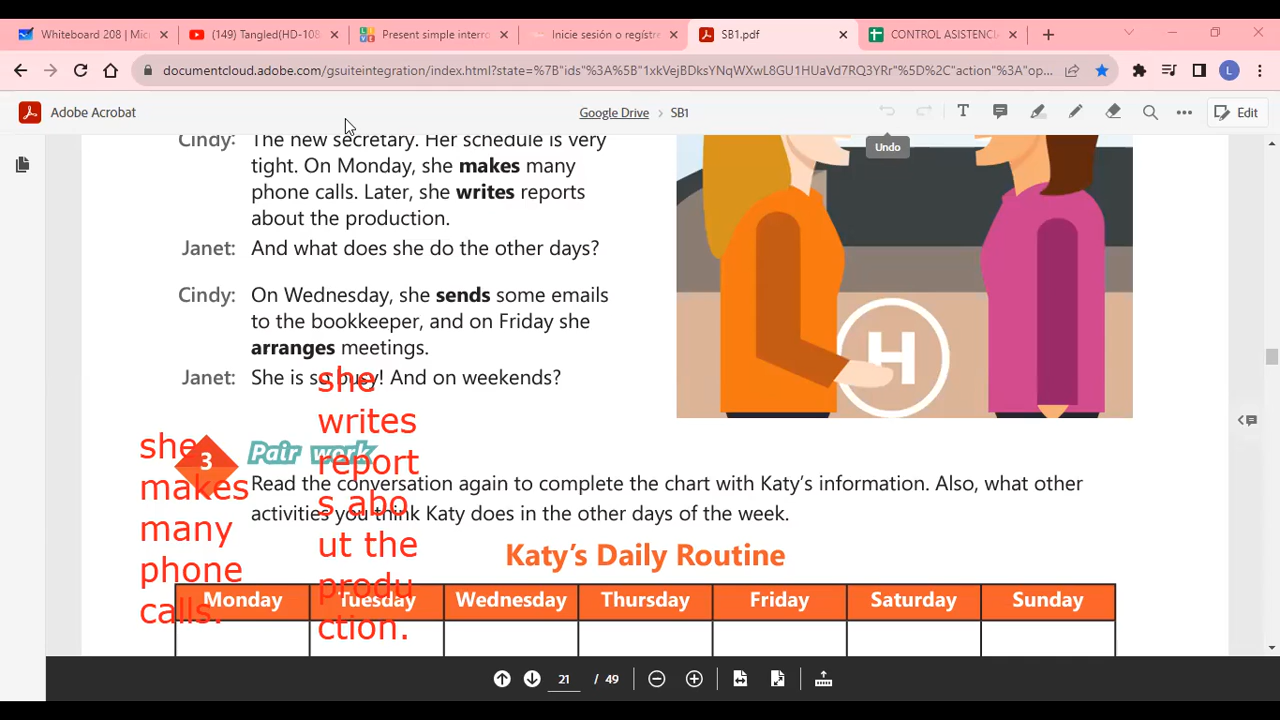 Whiteboard 208 | Mic
(149) Tangled(HD-108
Present simple interro
Inicie sesión o regístre
SB1.pdf
CONTROL ASISTENCI
documentcloud.adobe.com/gsuiteintegration/index.html?state=%7B"ids"%3A%5B"1xkVejBDksYNqWXwL8GU1HUaVd7RQ3YRr"%5D%2C"action"%3A"op...
L
Adobe Acrobat
Google Drive > SB1
Edit
Undo
Cindy: The new secretary. Her schedule is very
tight. On Monday, she makes many
phone calls. Later, she writes reports
about the production.
Janet: And what does she do the other days?
Cindy: On Wednesday, she sends some emails
to the bookkeeper, and on Friday she
arranges meetings.
Janet: She is so busy! And on weekends?
H
she
writes
report
s abo
ut the
produ
ction.
she
makes
many
phone
calls.
3 Pair work
Read the conversation again to complete the chart with Katy's information. Also, what other
activities you think Katy does in the other days of the week.
Katy's Daily Routine
Monday Tuesday Wednesday Thursday Friday Saturday Sunday
21 / 49